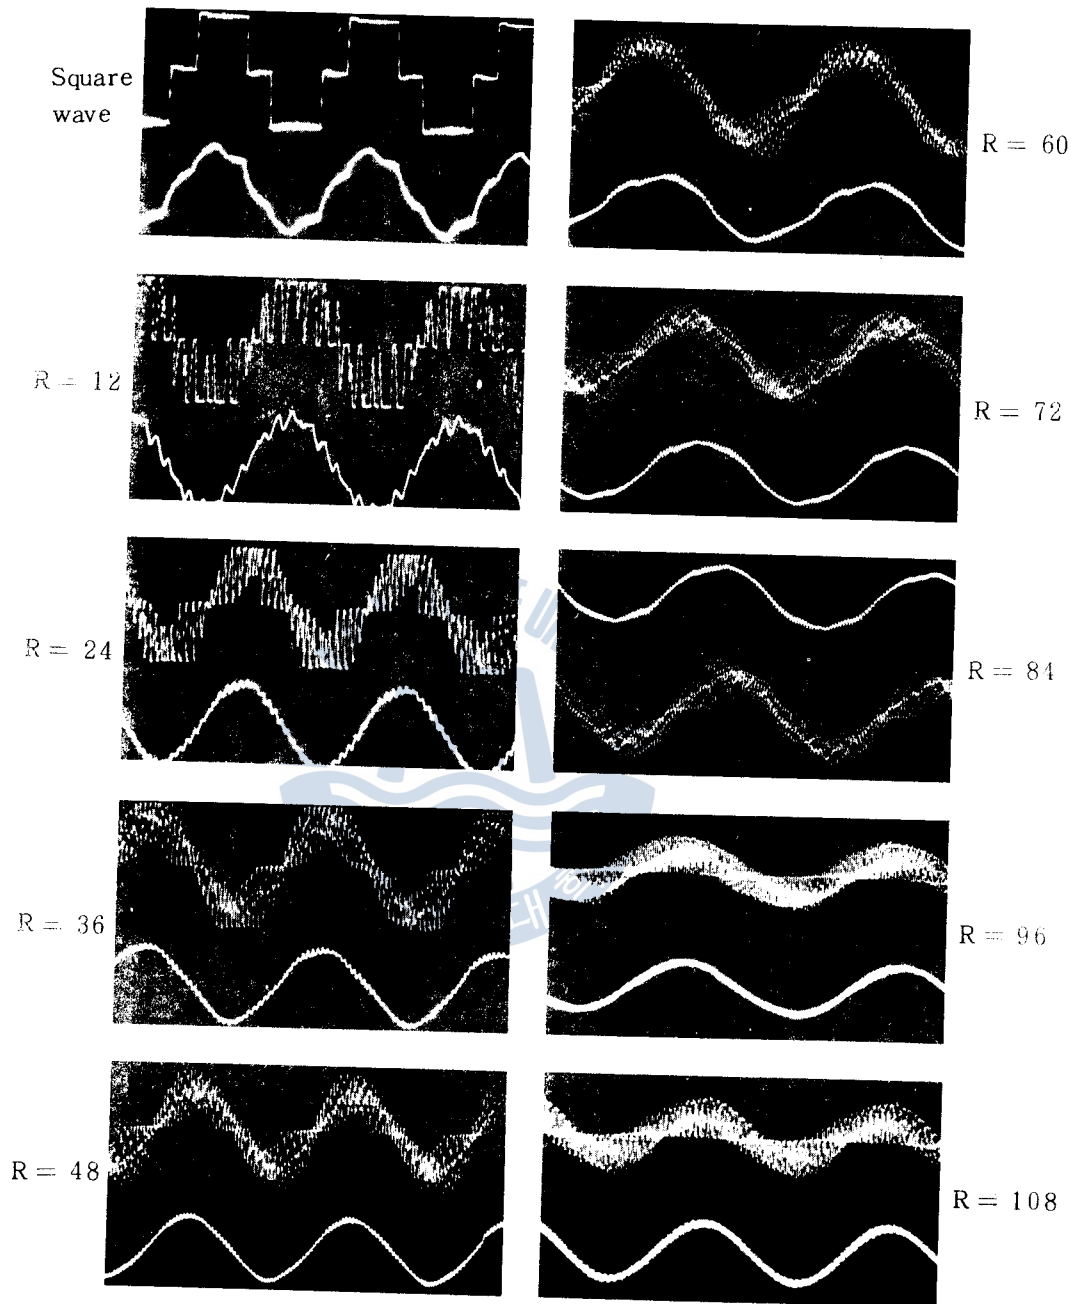 Square
wave
R = 12
R = 24
R = 36
R = 48
R = 60
R = 72
R = 84
R = 96
R = 108